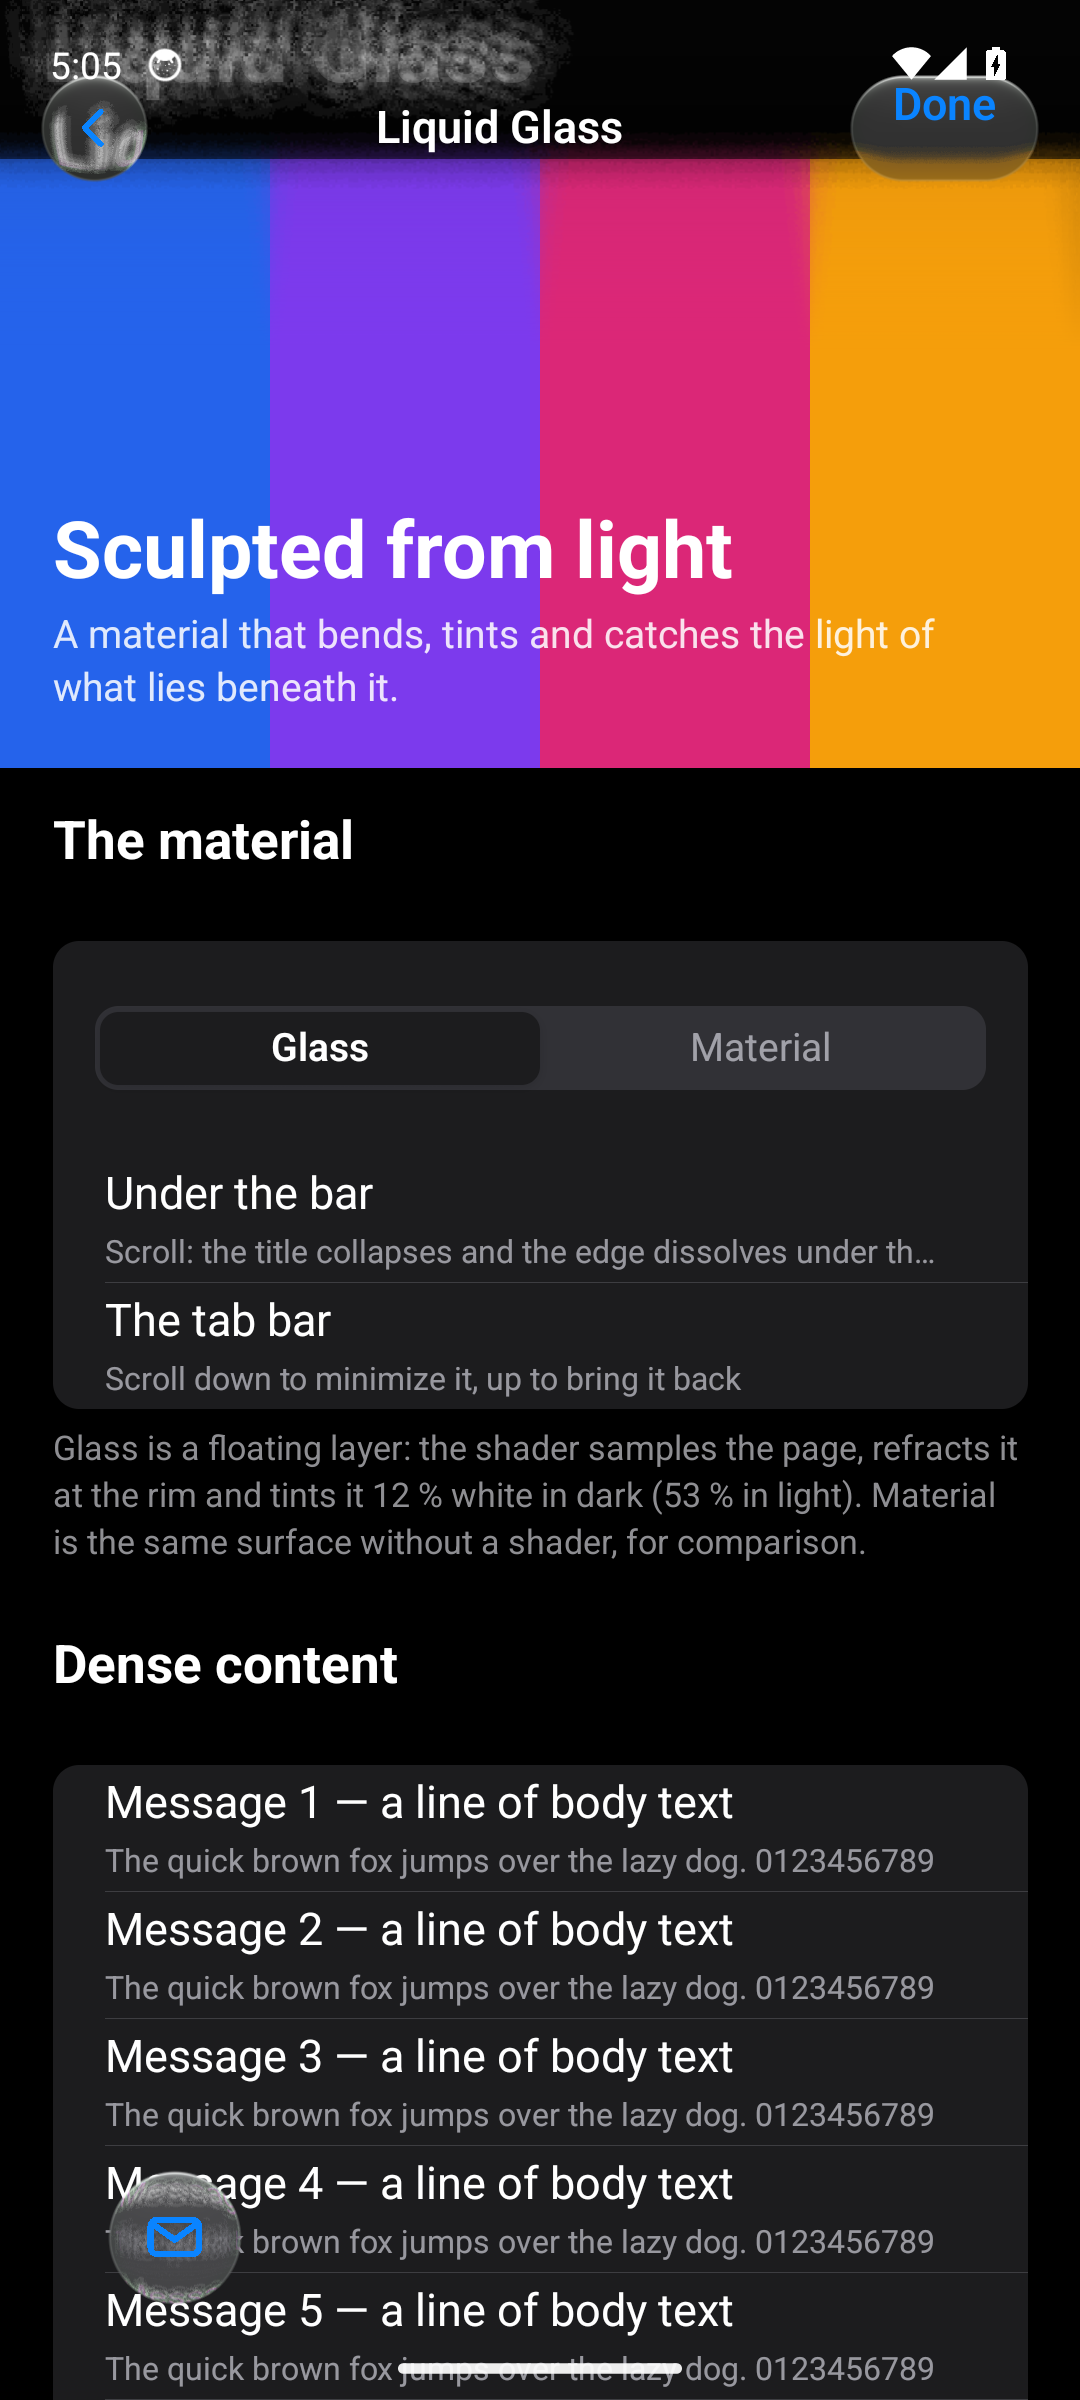 Liquid Glass
5:05
Liquid Glass
Done
Sculpted from light
A material that bends, tints and catches the light of
what lies beneath it.
The material
Glass
Material
Under the bar
Scroll: the title collapses and the edge dissolves under th…
The tab bar
Scroll down to minimize it, up to bring it back
Glass is a floating layer: the shader samples the page, refracts it
at the rim and tints it 12 % white in dark (53 % in light). Material
is the same surface without a shader, for comparison.
Dense content
Message 1 — a line of body text
The quick brown fox jumps over the lazy dog. 0123456789
Message 2 — a line of body text
The quick brown fox jumps over the lazy dog. 0123456789
Message 3 — a line of body text
The quick brown fox jumps over the lazy dog. 0123456789
age 4 — a line of body text
brown fox jumps over the lazy dog. 0123456789
Message 5 — a line of body text
The quick brown fox jumps over the lazy dog. 0123456789